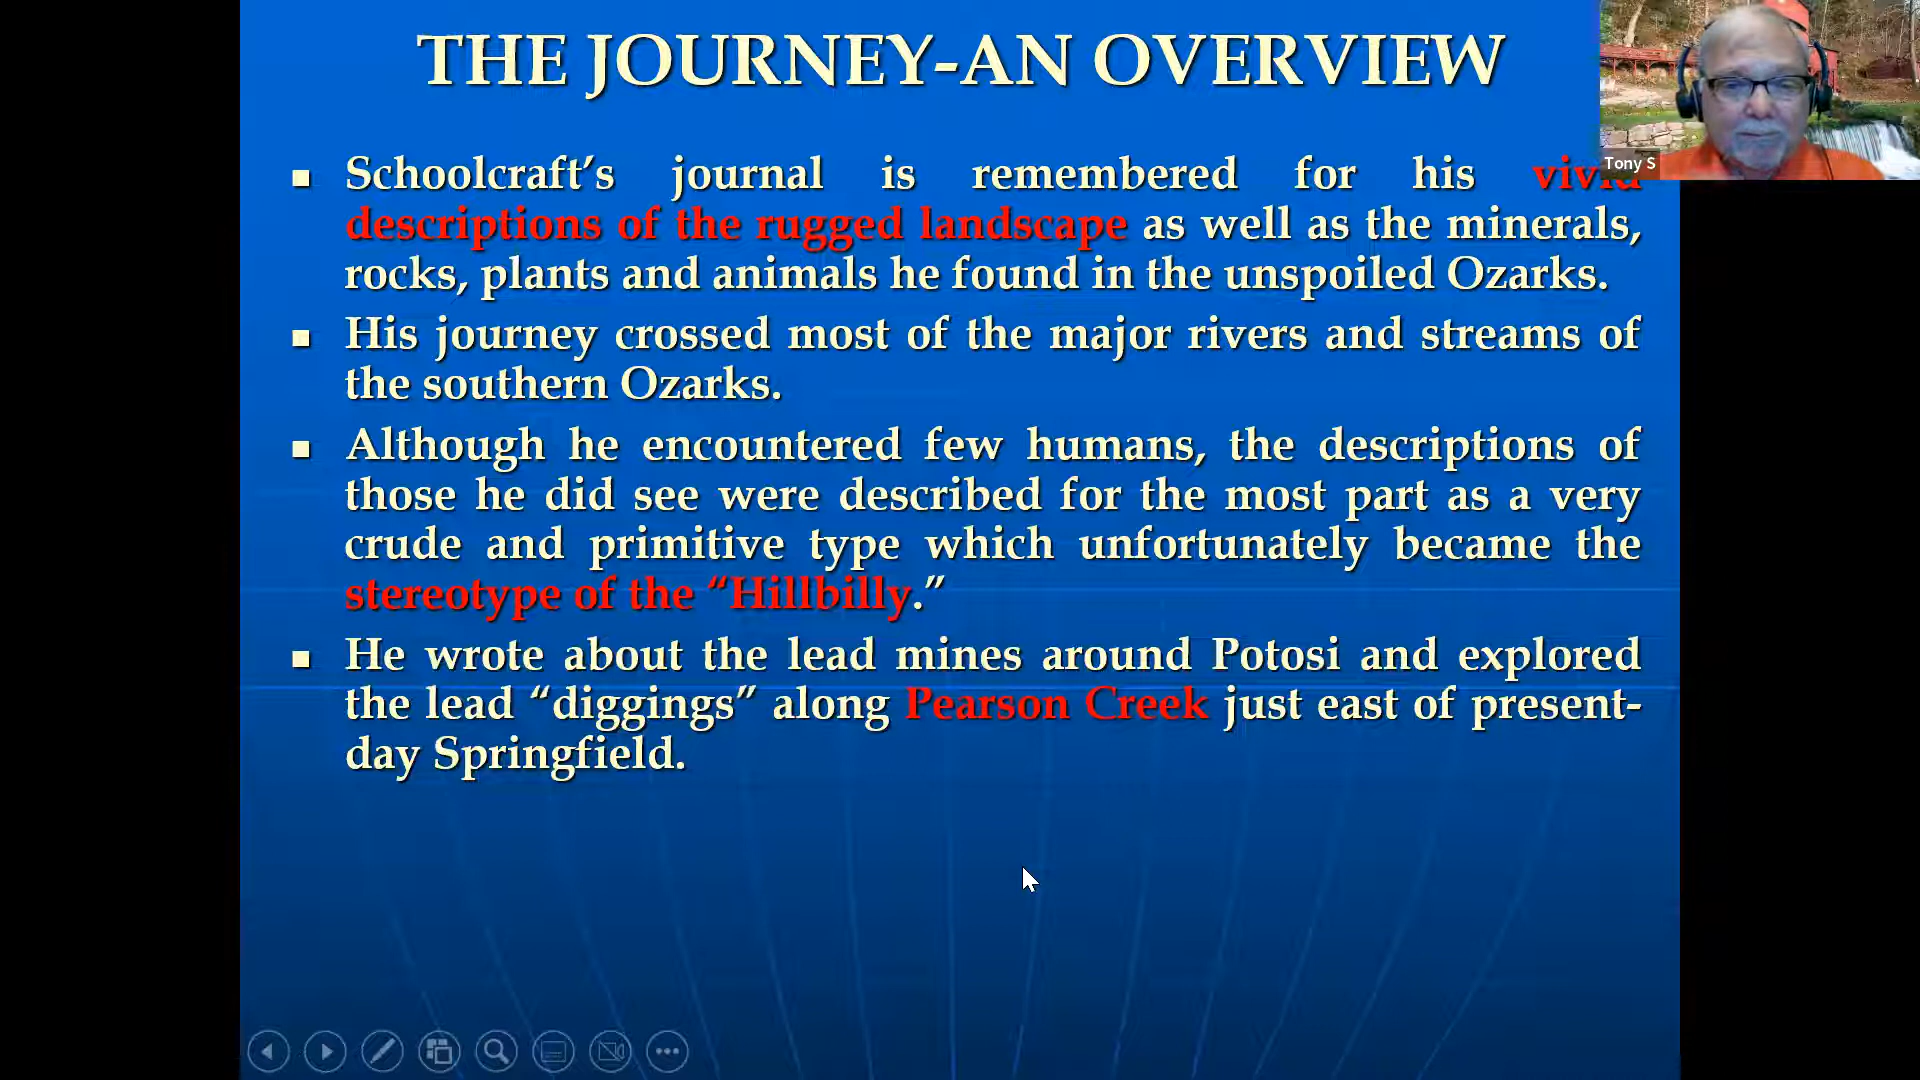 THE JOURNEY-AN OVERVIEW
Tony S
▪ Schoolcraft’s journal is remembered for his vivid
descriptions of the rugged landscape as well as the minerals,
rocks, plants and animals he found in the unspoiled Ozarks.
▪ His journey crossed most of the major rivers and streams of
the southern Ozarks.
▪ Although he encountered few humans, the descriptions of
those he did see were described for the most part as a very
crude and primitive type which unfortunately became the
stereotype of the “Hillbilly.”
▪ He wrote about the lead mines around Potosi and explored
the lead “diggings” along Pearson Creek just east of present-
day Springfield.